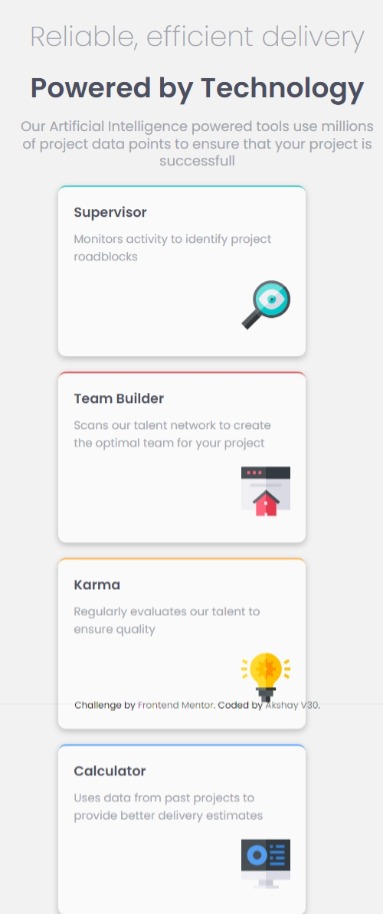 Reliable, efficient delivery
Powered by Technology
Our Artificial Intelligence powered tools use millions
of project data points to ensure that your project is
successfull
Supervisor
Monitors activity to identify project
roadblocks
Team Builder
Scans our talent network to create
the optimal team for your project
Karma
Regularly evaluates our talent to
ensure quality
Challenge by Frontend Mentor. Coded by Akshay V30.
Calculator
Uses data from past projects to
provide better delivery estimates